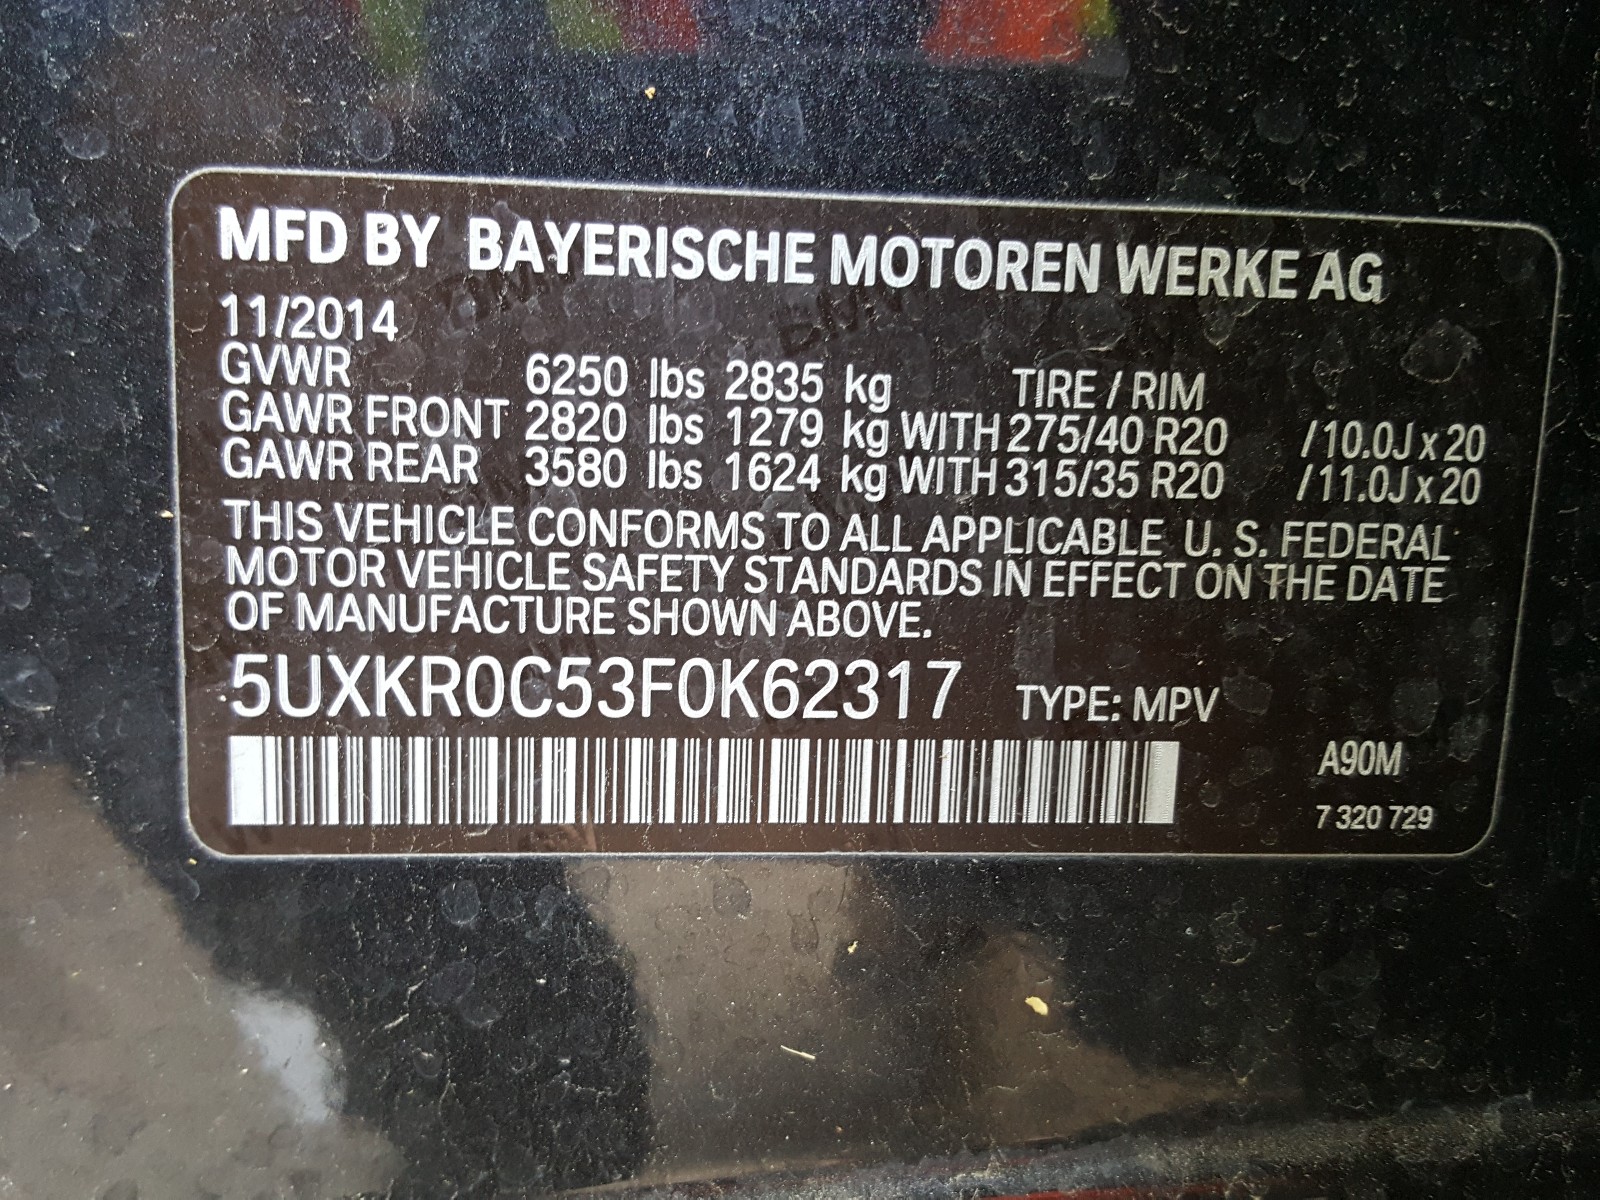 MFD BY BAYERISCHE MOTOREN WERKE AG
11/2014
GVWR 6250 lbs 2835 kg TIRE / RIM
GAWR FRONT 2820 lbs 1279 kg WITH 275/40 R20 /10.0J x 20
GAWR REAR 3580 lbs 1624 kg WITH 315/35 R20 /11.0J x 20
THIS VEHICLE CONFORMS TO ALL APPLICABLE U. S. FEDERAL
MOTOR VEHICLE SAFETY STANDARDS IN EFFECT ON THE DATE
OF MANUFACTURE SHOWN ABOVE.
5UXKR0C53F0K62317 TYPE: MPV
A90M
7 320 729